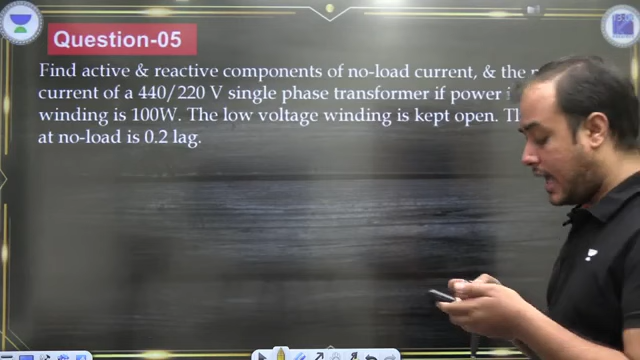 Question-05
Find active & reactive components of no-load current, & the
current of a 440/220 V single phase transformer if power
winding is 100W. The low voltage winding is kept open.
at no-load is 0.2 lag.